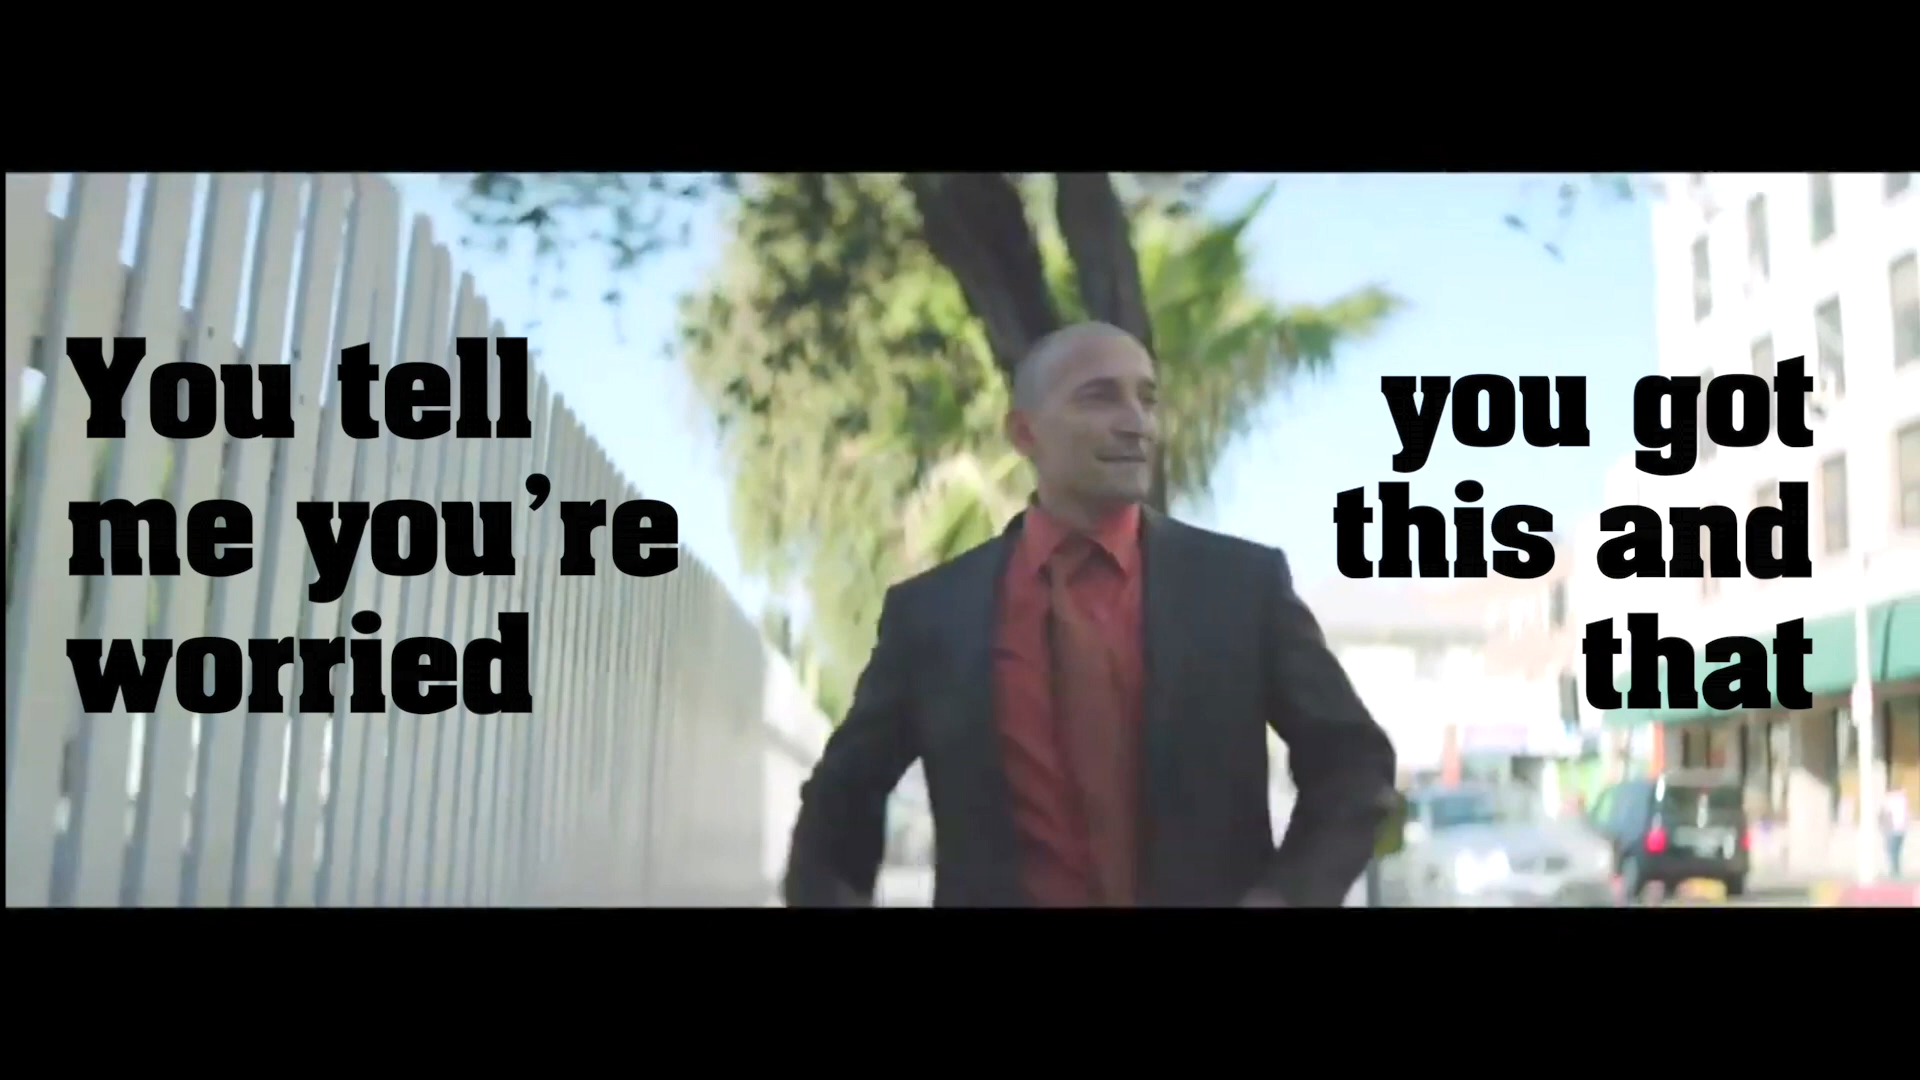 You tell
me you’re
worried
you got
this and
that